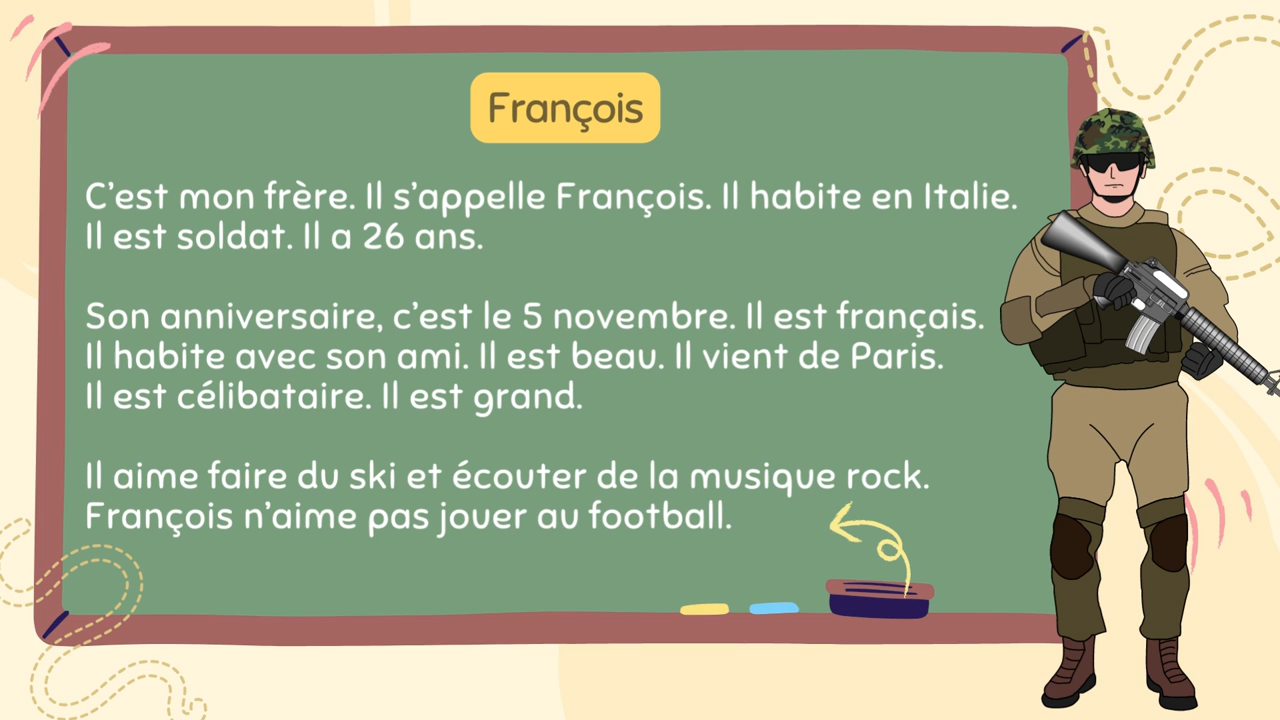 François
C'est mon frère. Il s'appelle François. Il habite en Italie.
Il est soldat. Il a 26 ans.
Son anniversaire, c'est le 5 novembre. Il est français.
Il habite avec son ami. Il est beau. Il vient de Paris.
Il est célibataire. Il est grand.
Il aime faire du ski et écouter de la musique rock.
François n'aime pas jouer au football.